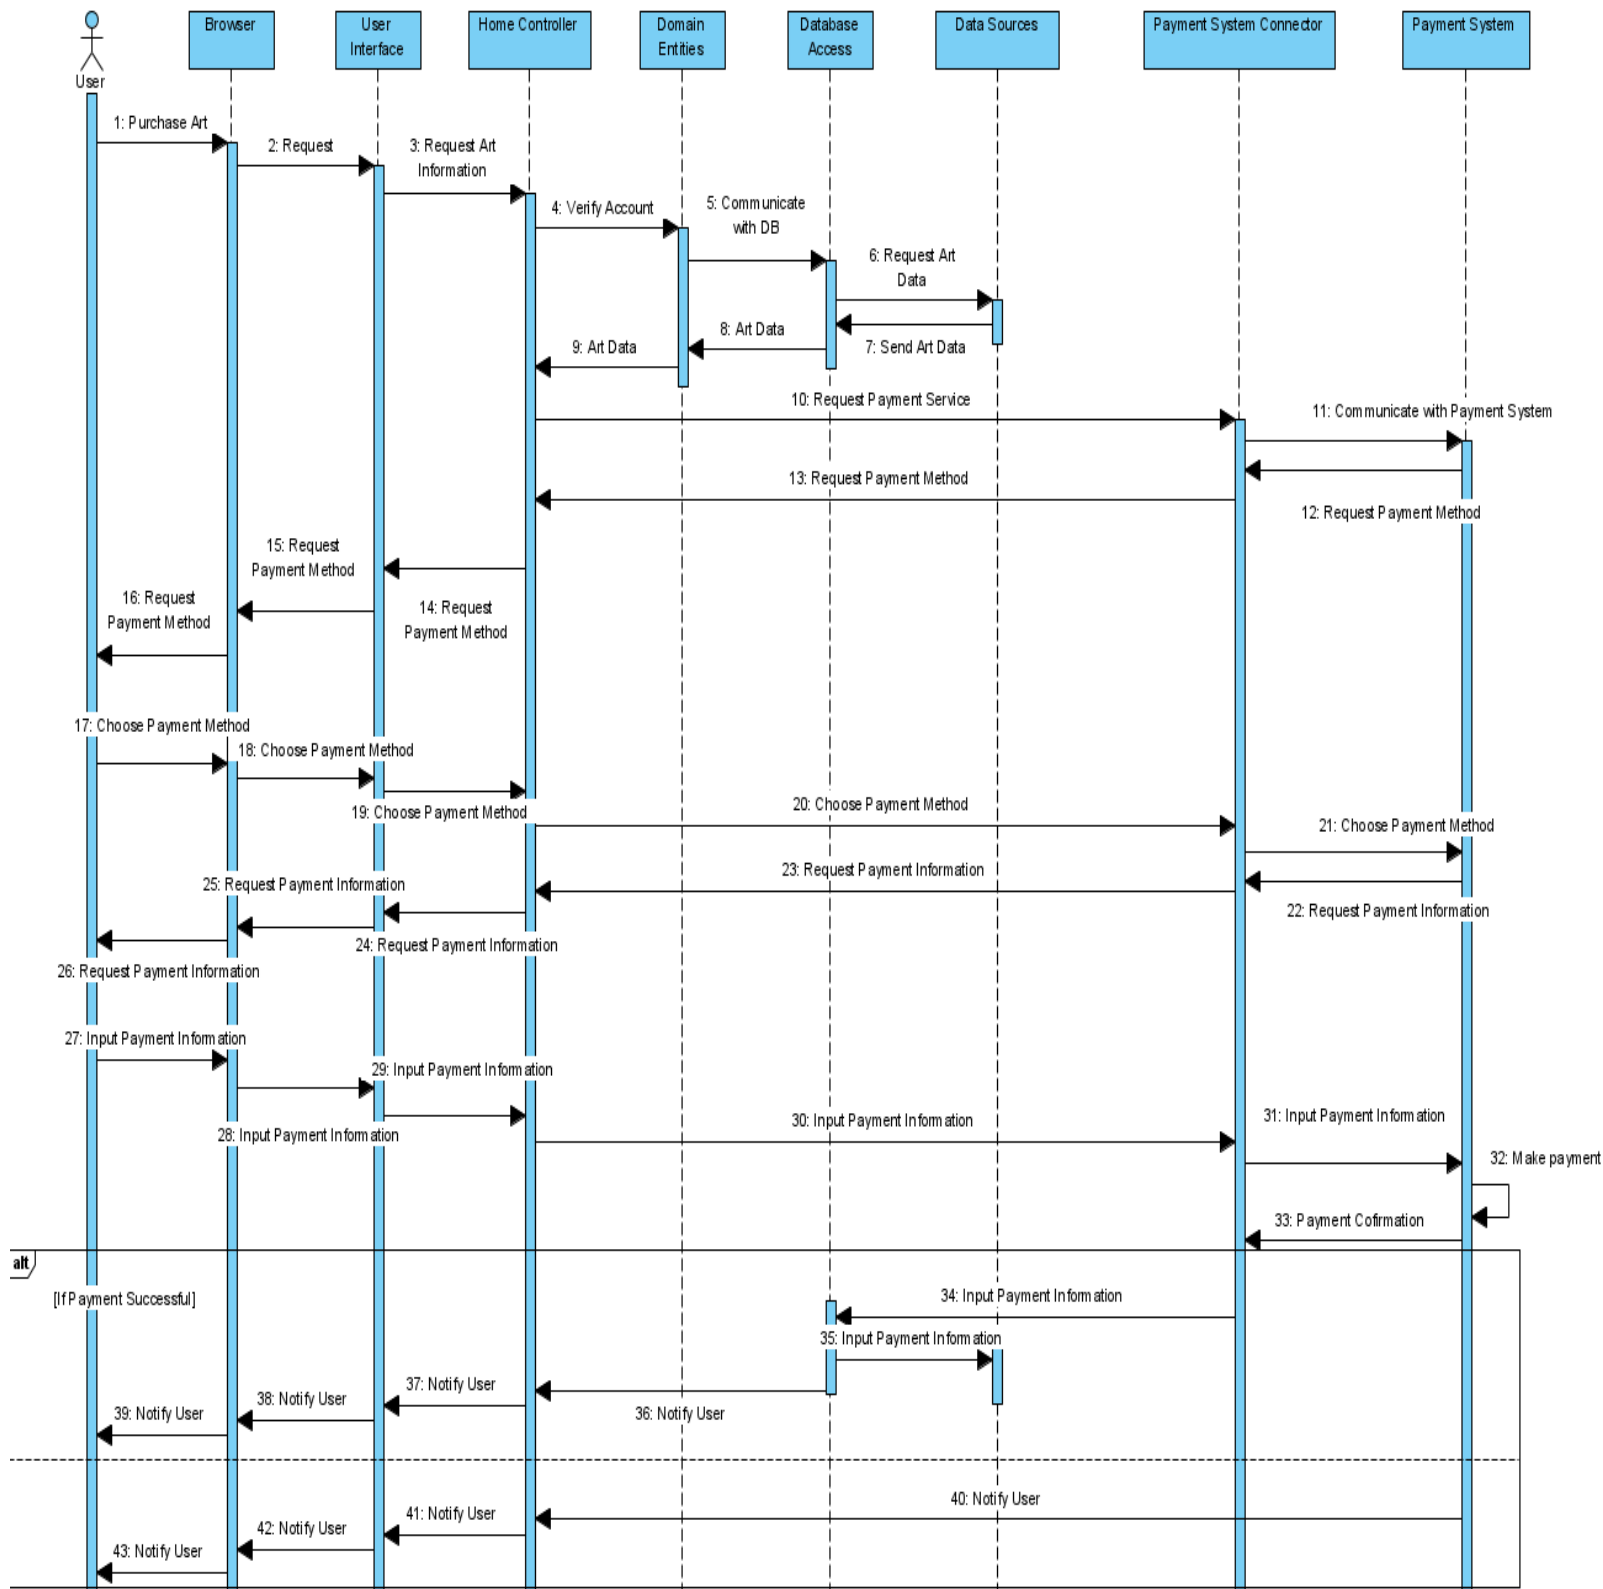 Browser
User
Interface
Home Controller
Domain
Entities
Database
Access
Data Sources
Payment System Connector
Payment System
User
1: Purchase Art
2: Request
3: Request Art
Information
4: Verify Account
5: Communicate
with DB
6: Request Art
Data
7: Send Art Data
8: Art Data
9: Art Data
10: Request Payment Service
11: Communicate with Payment System
12: Request Payment Method
13: Request Payment Method
14: Request
Payment Method
15: Request
Payment Method
16: Request
Payment Method
17: Choose Payment Method
18: Choose Payment Method
19: Choose Payment Method
20: Choose Payment Method
21: Choose Payment Method
22: Request Payment Information
23: Request Payment Information
24: Request Payment Information
25: Request Payment Information
26: Request Payment Information
27: Input Payment Information
28: Input Payment Information
29: Input Payment Information
30: Input Payment Information
31: Input Payment Information
32: Make payment
33: Payment Cofirmation
alt
[If Payment Successful]
34: Input Payment Information
35: Input Payment Information
36: Notify User
37: Notify User
38: Notify User
39: Notify User
40: Notify User
41: Notify User
42: Notify User
43: Notify User